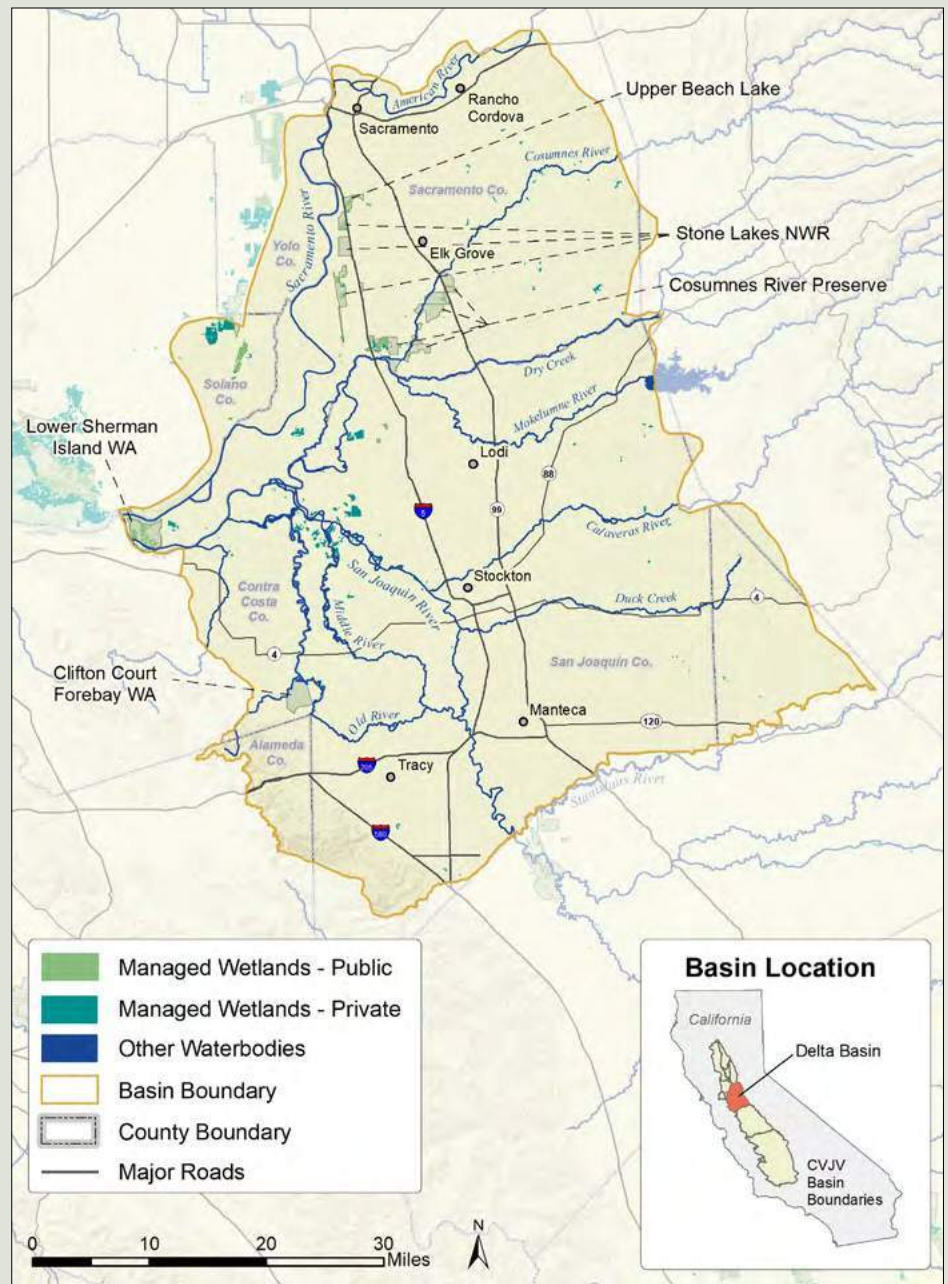 Upper Beach Lake
American River
Rancho
Cordova
Sacramento
Cosumnes River
Sacramento Co.
Sacramento River
Stone Lakes NWR
Yolo
Co.
Elk Grove
Cosumnes River Preserve
Dry Creek
Solano
Co.
Mokelumne River
Lower Sherman
Island WA
Lodi
88
5
99
Calaveras River
San Joaquin River
Contra
Costa
Co.
Stockton
Middle River
Duck Creek
4
4
San Joaquin Co.
Clifton Court
Forebay WA
Manteca
Old River
120
Alameda
Co.
205
Tracy
Stanislaus River
580
Managed Wetlands - Public
Managed Wetlands - Private
Other Waterbodies
Basin Boundary
County Boundary
Major Roads
Basin Location
California
Delta Basin
CVJV
Basin
Boundaries
0 10 20 30
Miles
N